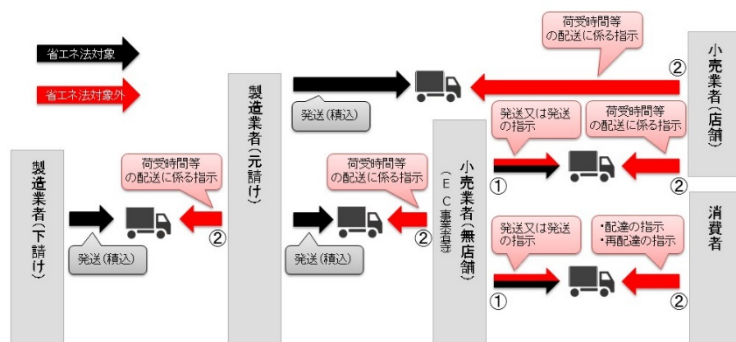 省エネ法対象
省エネ法対象外
製造業者(下請け)
発送(積込)
荷受時間等
の配送に係る指示
②
製造業者(元請け)
発送(積込)
荷受時間等
の配送に係る指示
②
発送(積込)
荷受時間等
の配送に係る指示
②
小売業者(無店舗)
(EC事業者等)
発送又は発送
の指示
①
荷受時間等
の配送に係る指示
②
小売業者(店舗)
発送又は発送
の指示
①
・配達の指示
・再配達の指示
②
消費者